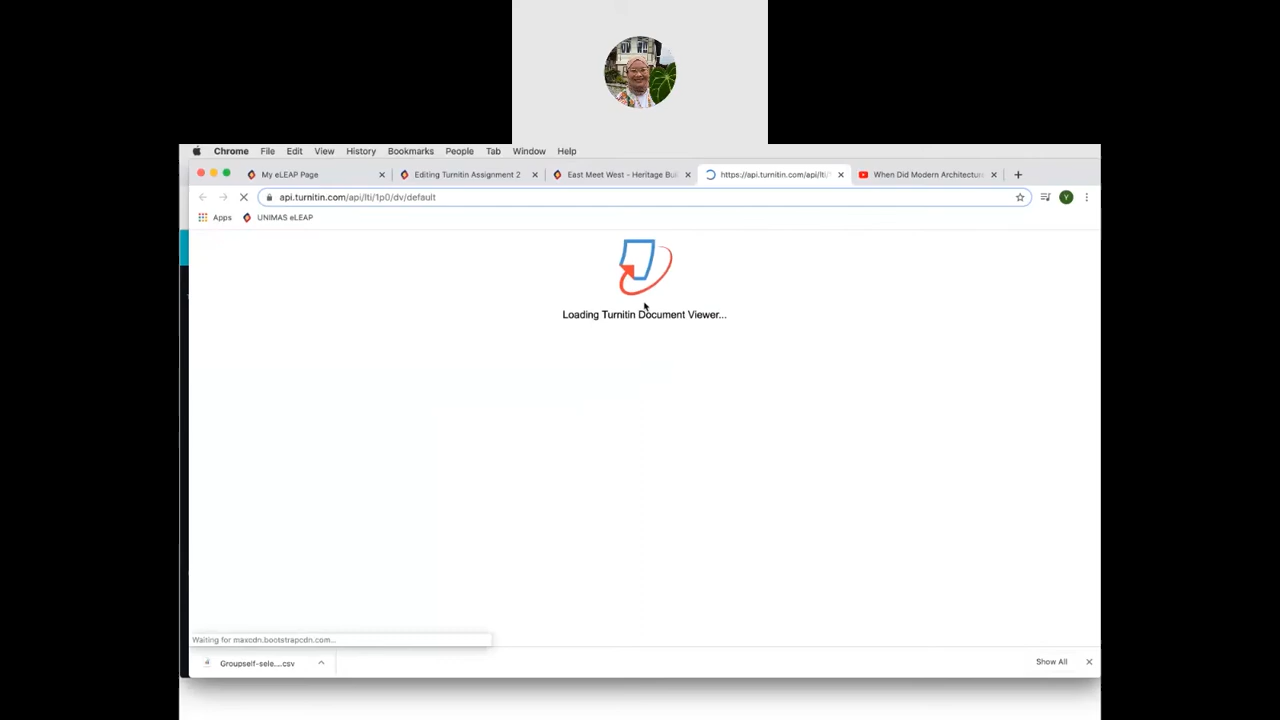 Chrome File Edit View History Bookmarks People Tab Window Help
My eLEAP Page
Editing Turnitin Assignment 2
East Meet West - Heritage Bui
https://api.turnitin.com/api/lti/
When Did Modern Architectur
api.turnitin.com/api/lti/1p0/dv/default
Y
Apps UNIMAS eLEAP
Loading Turnitin Document Viewer...
Waiting for maxcdn.bootstrapcdn.com...
Groupself-sele....csv
Show All